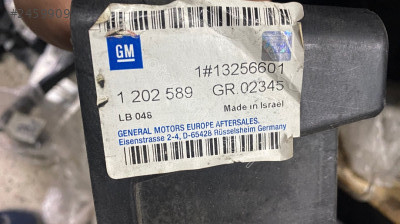 GM
1#13256601
1 202 589 GR.02345
LB 048 Made in Israel
GENERAL MOTORS EUROPE AFTERSALES.
Eisenstrasse 2-4, D-65428 Rüsselsheim Germany